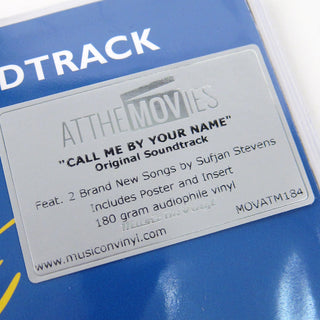 DTRACK
ATTHEMOVIES
"CALL ME BY YOUR NAME"
Original Soundtrack
Feat. 2 Brand New Songs by Sufjan Stevens
Includes Poster and Insert
180 gram audiophile vinyl
www.musiconvinyl.com
MOVATM184